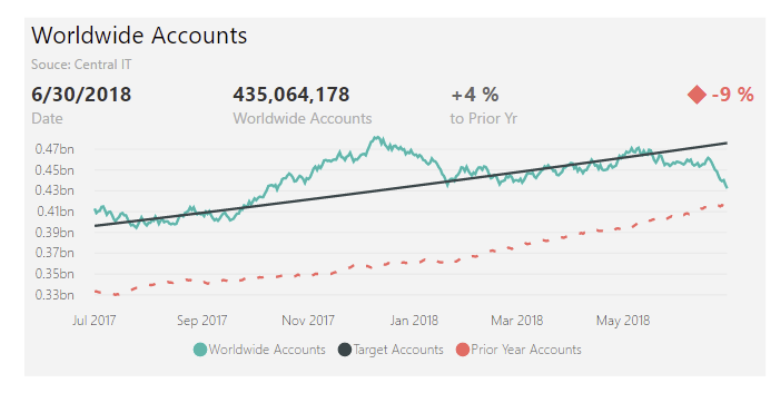 Worldwide Accounts
Souce: Central IT
6/30/2018 435,064,178 +4 % -9 %
Date Worldwide Accounts to Prior Yr
0.47bn
0.45bn
0.43bn
0.41bn
0.39bn
0.37bn
0.35bn
0.33bn
Jul 2017 Sep 2017 Nov 2017 Jan 2018 Mar 2018 May 2018
Worldwide Accounts Target Accounts Prior Year Accounts